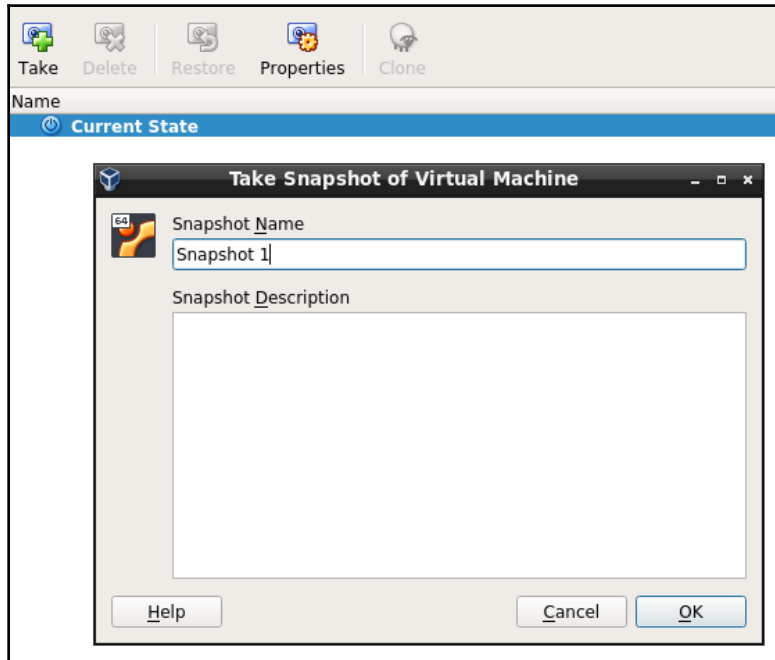 Take Delete Restore Properties Clone
Name
Current State
Take Snapshot of Virtual Machine
64
Snapshot Name
Snapshot 1
Snapshot Description
Help Cancel OK